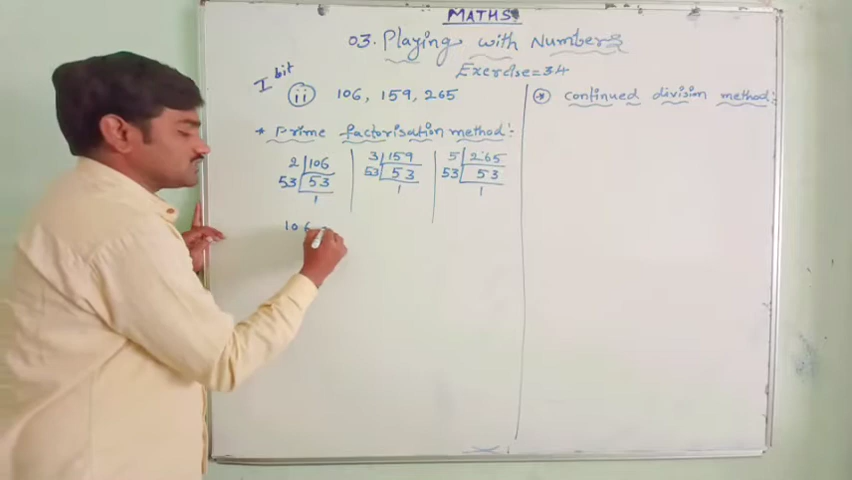 MATHS
03. Playing with Numbers
Exercise=3.4
I bit
(ii) 106, 159, 265
* Prime factorisation method:
2 | 106
53 | 53
1
3 | 159
53 | 53
1
5 | 265
53 | 53
1
106 =
* continued division method: